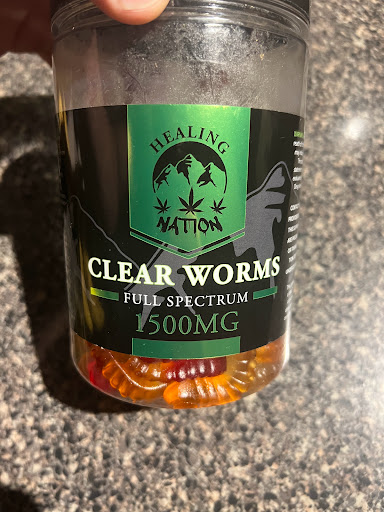 HEALING
NATION
CLEAR WORMS
FULL SPECTRUM
1500MG